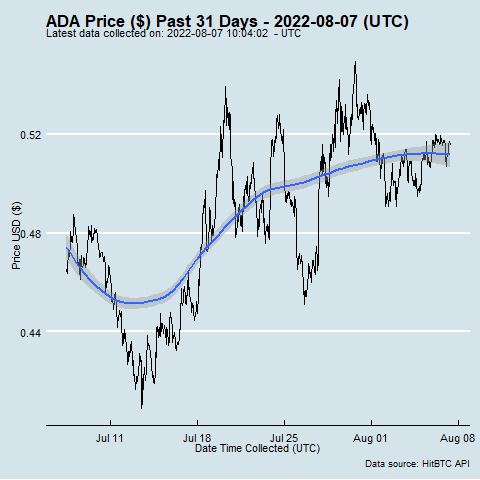 ADA Price ($) Past 31 Days - 2022-08-07 (UTC)
Latest data collected on: 2022-08-07 10:04:02 - UTC
Price USD ($)
0.52
0.48
0.44
Jul 11
Jul 18
Jul 25
Aug 01
Aug 08
Date Time Collected (UTC)
Data source: HitBTC API